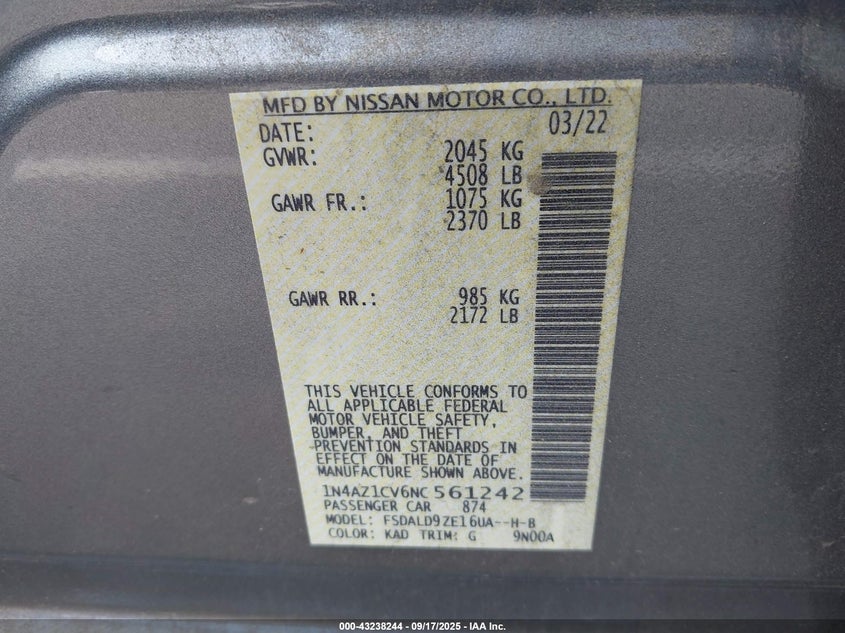 MFD BY NISSAN MOTOR CO., LTD.
DATE: 03/22
GVWR: 2045 KG
4508 LB
GAWR FR.: 1075 KG
2370 LB
GAWR RR.: 985 KG
2172 LB
THIS VEHICLE CONFORMS TO
ALL APPLICABLE FEDERAL
MOTOR VEHICLE SAFETY,
BUMPER, AND THEFT
PREVENTION STANDARDS IN
EFFECT ON THE DATE OF
MANUFACTURE SHOWN ABOVE.
1N4AZ1CV6NC561242
PASSENGER CAR 874
MODEL: FSDALD9ZE16UA--H-B
COLOR: KAD TRIM: G 9N00A
000-43238244 - 09/17/2025 - IAA Inc.